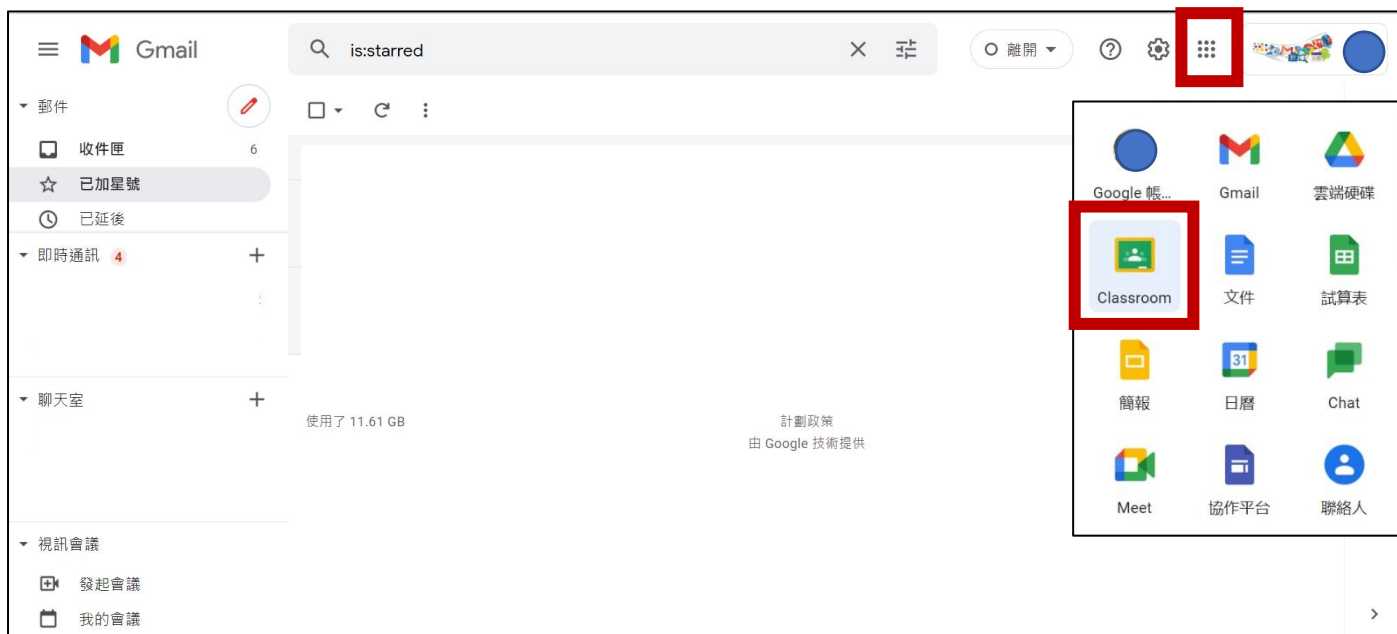 Gmail
is:starred
離開
郵件
收件匣 6
已加星號
已延後
即時通訊 4
聊天室
視訊會議
發起會議
我的會議
使用了 11.61 GB
計劃政策
由 Google 技術提供
Google 帳...
Gmail
雲端硬碟
Classroom
文件
試算表
簡報
31
日曆
Chat
Meet
協作平台
聯絡人